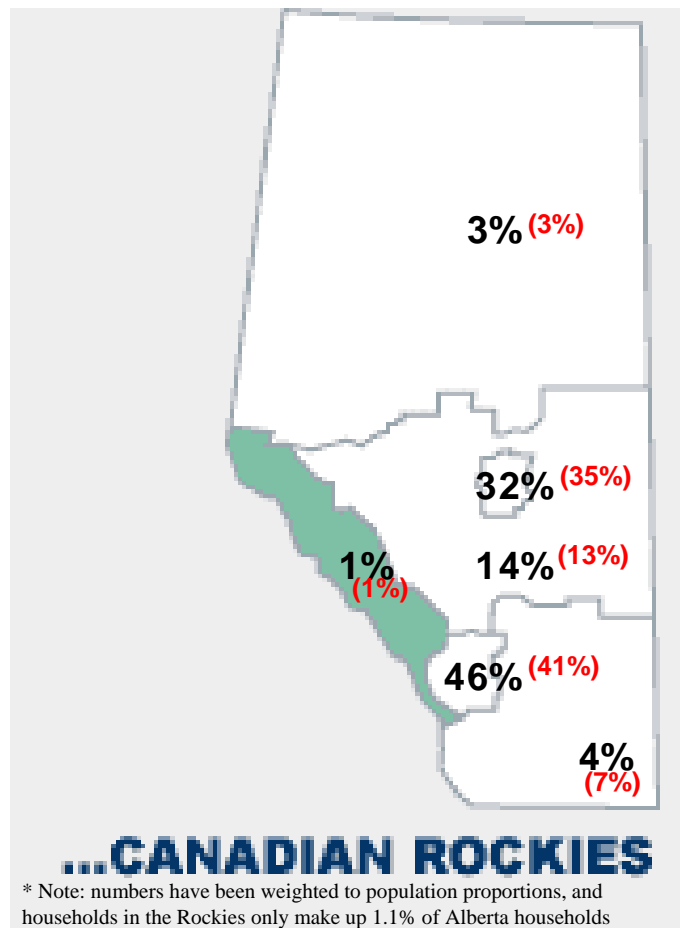 3% (3%)
32% (35%)
1%
(1%)
14% (13%)
46% (41%)
4%
(7%)
...CANADIAN ROCKIES
* Note: numbers have been weighted to population proportions, and
households in the Rockies only make up 1.1% of Alberta households